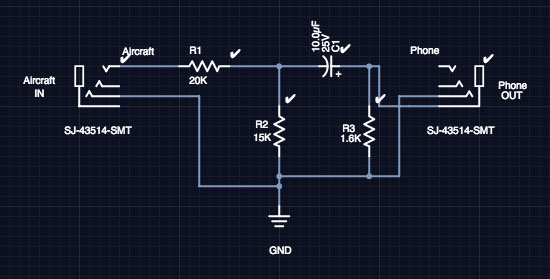 Aircraft
R1
20K
10.0µF
25V
C1
+
Phone
Aircraft
IN
Phone
OUT
SJ-43514-SMT
R2
15K
R3
1.6K
SJ-43514-SMT
GND